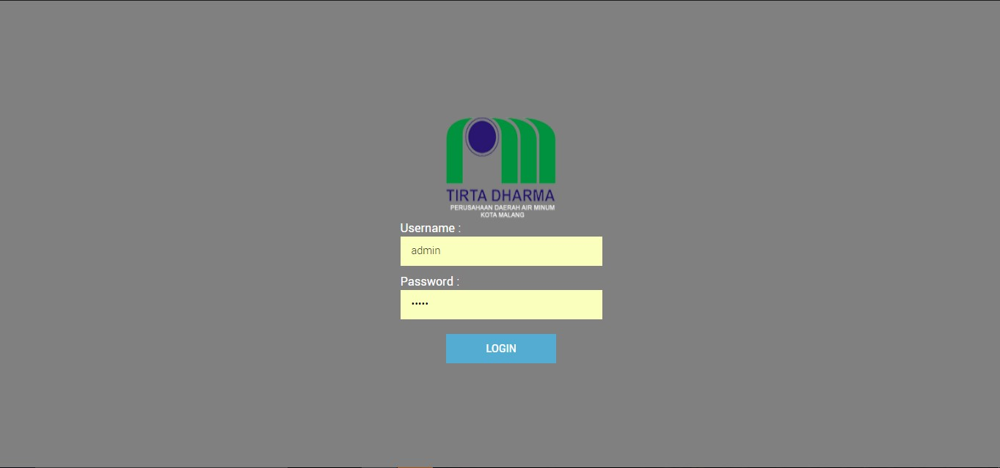 TIRTA DHARMA
PERUSAHAAN DAERAH AIR MINUM
KOTA MALANG
Username :
admin
Password :
•••••
LOGIN